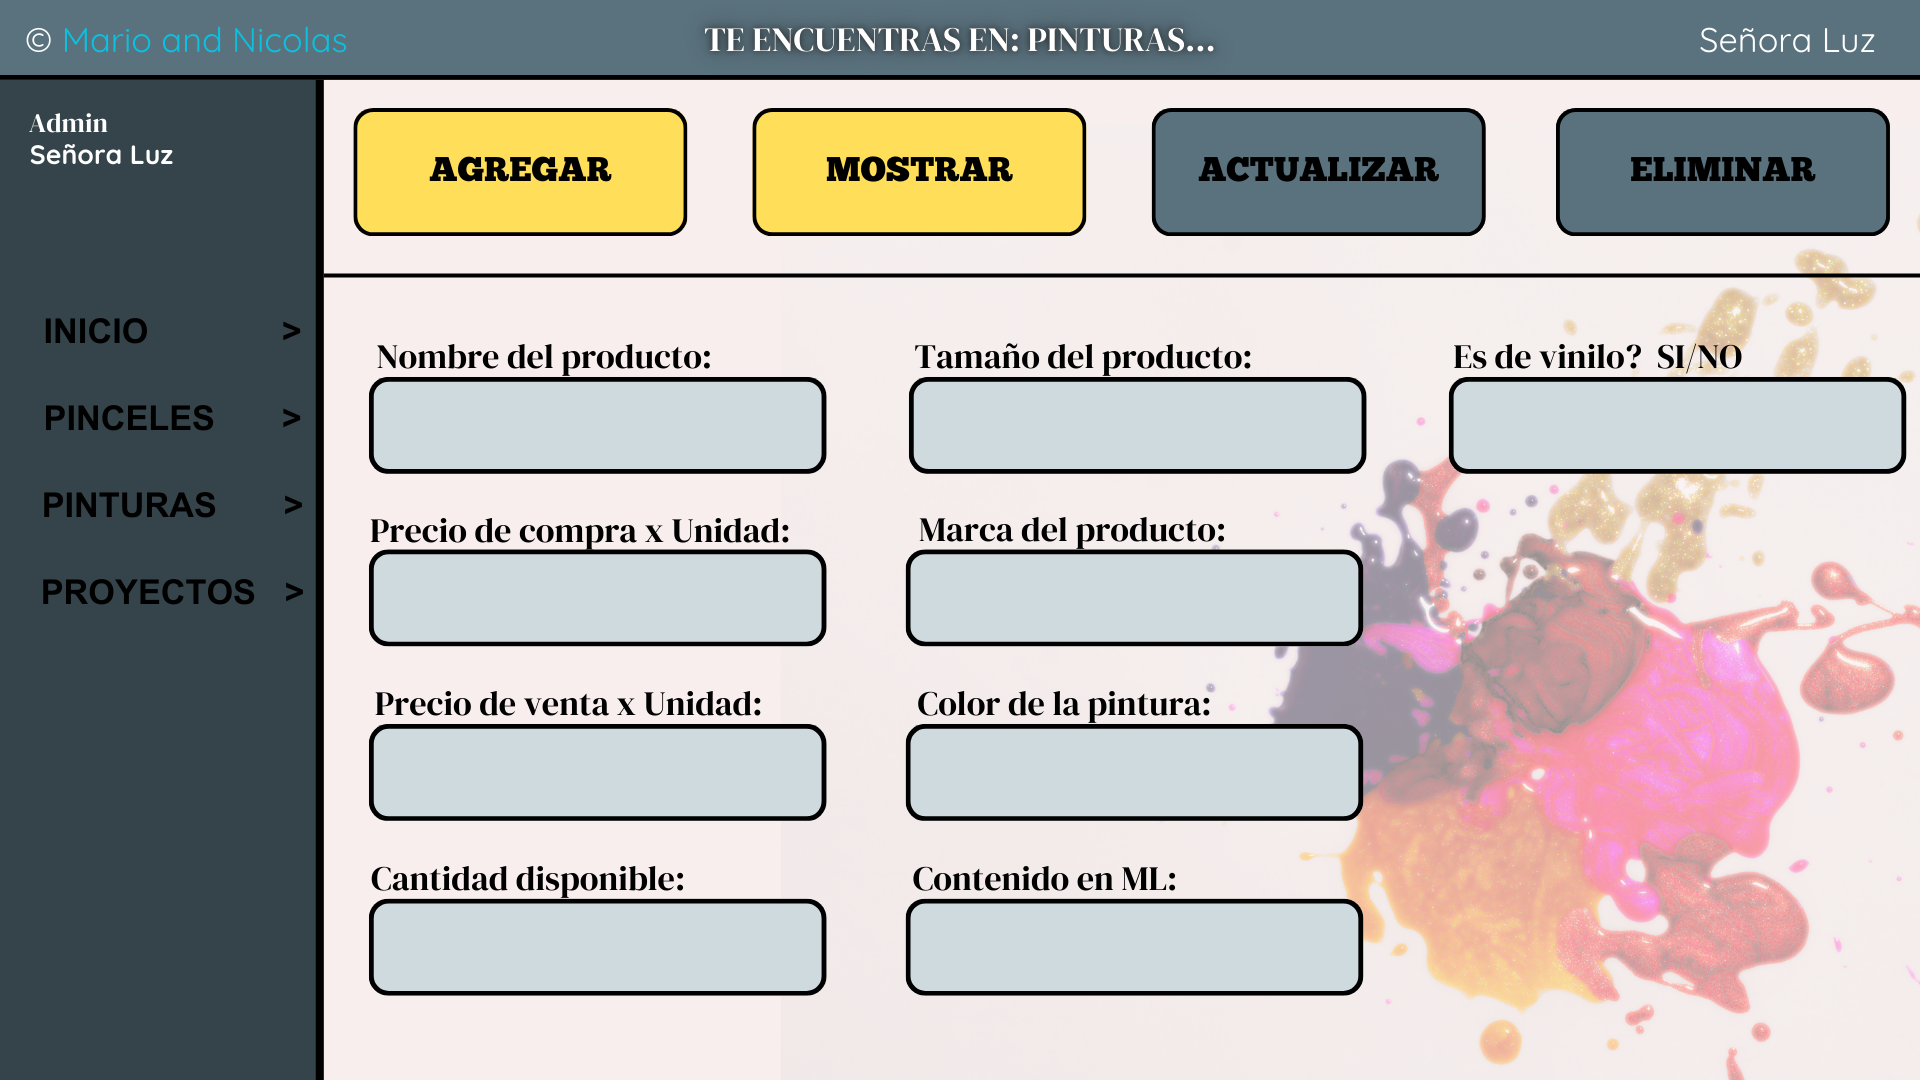 © Mario and Nicolas
TE ENCUENTRAS EN: PINTURAS...
Señora Luz
Admin
Señora Luz
INICIO >
PINCELES >
PINTURAS >
PROYECTOS >
AGREGAR
MOSTRAR
ACTUALIZAR
ELIMINAR
Nombre del producto:
Tamaño del producto:
Es de vinilo? SI/NO
Precio de compra x Unidad:
Marca del producto:
Precio de venta x Unidad:
Color de la pintura:
Cantidad disponible:
Contenido en ML: